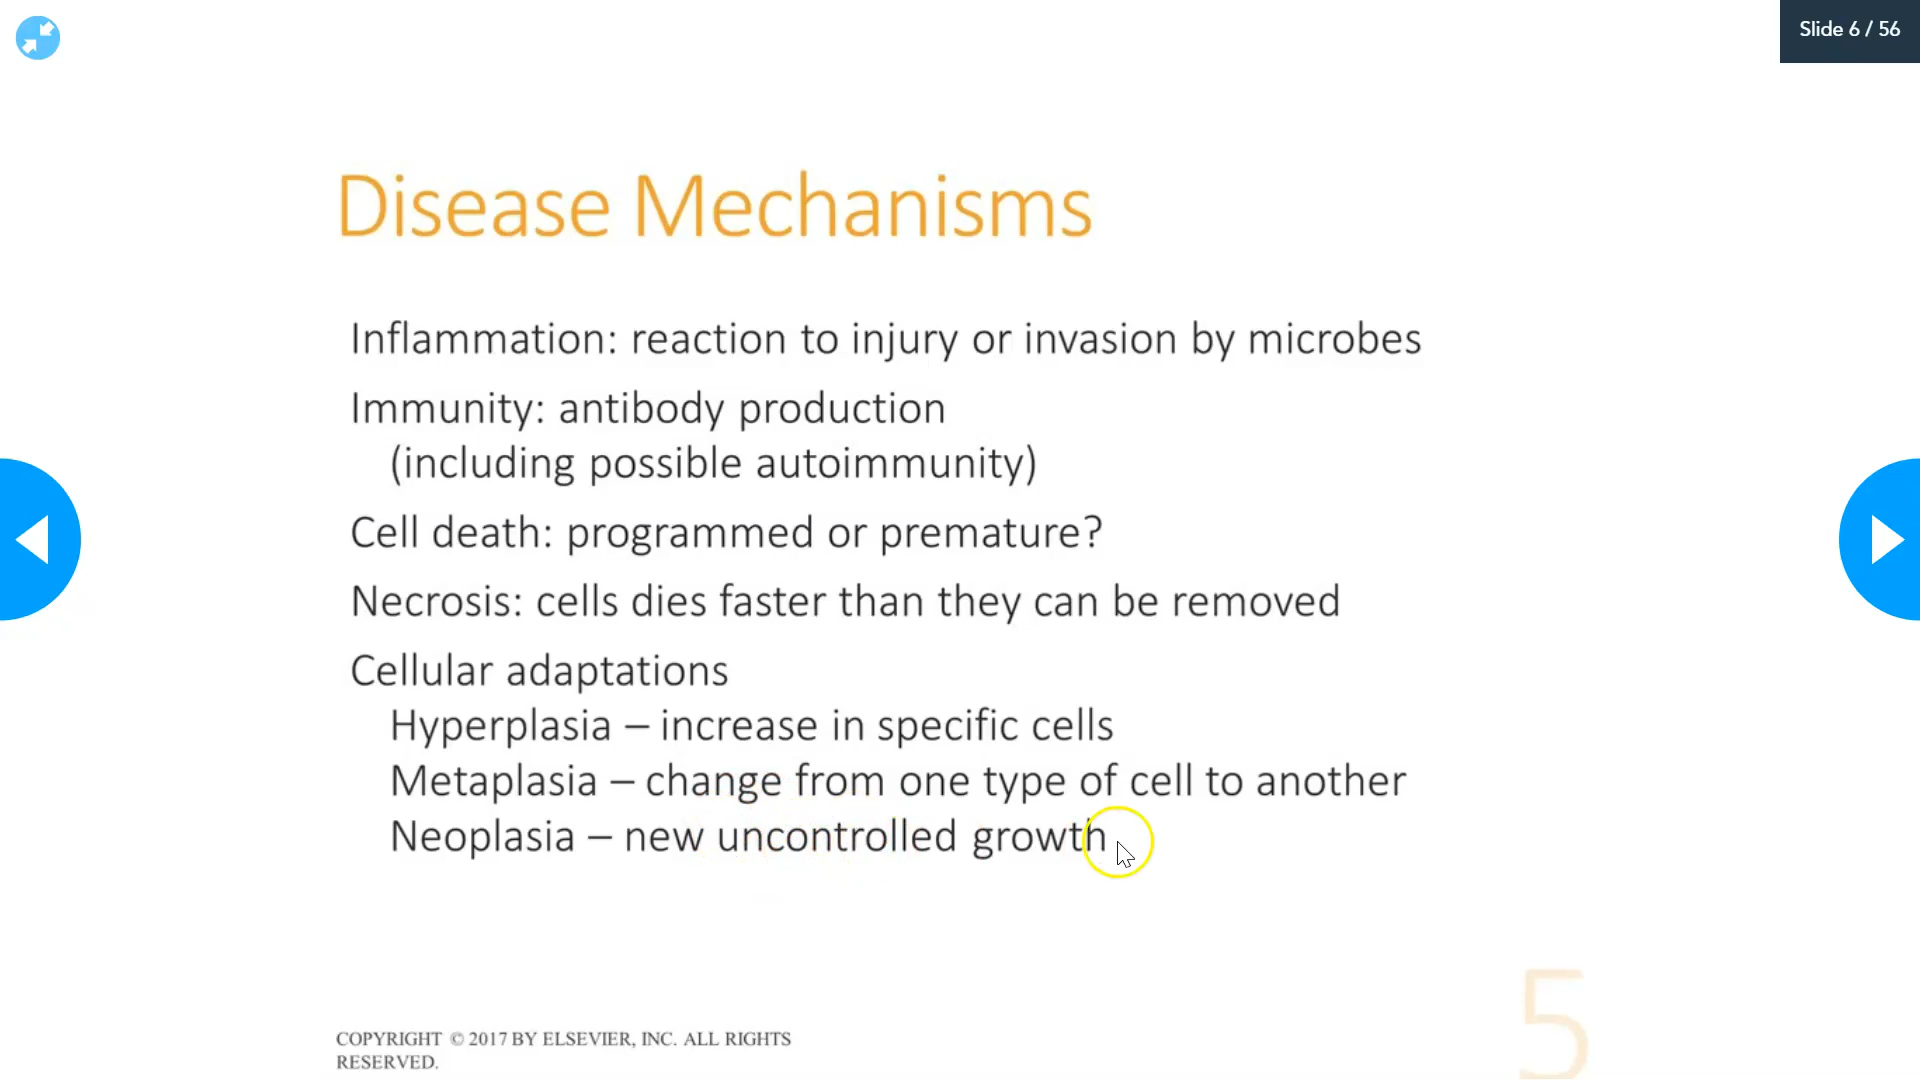 Slide 6 / 56
Disease Mechanisms
Inflammation: reaction to injury or invasion by microbes
Immunity: antibody production
(including possible autoimmunity)
Cell death: programmed or premature?
Necrosis: cells dies faster than they can be removed
Cellular adaptations
Hyperplasia – increase in specific cells
Metaplasia – change from one type of cell to another
Neoplasia – new uncontrolled growth
COPYRIGHT © 2017 BY ELSEVIER, INC. ALL RIGHTS
RESERVED.
5